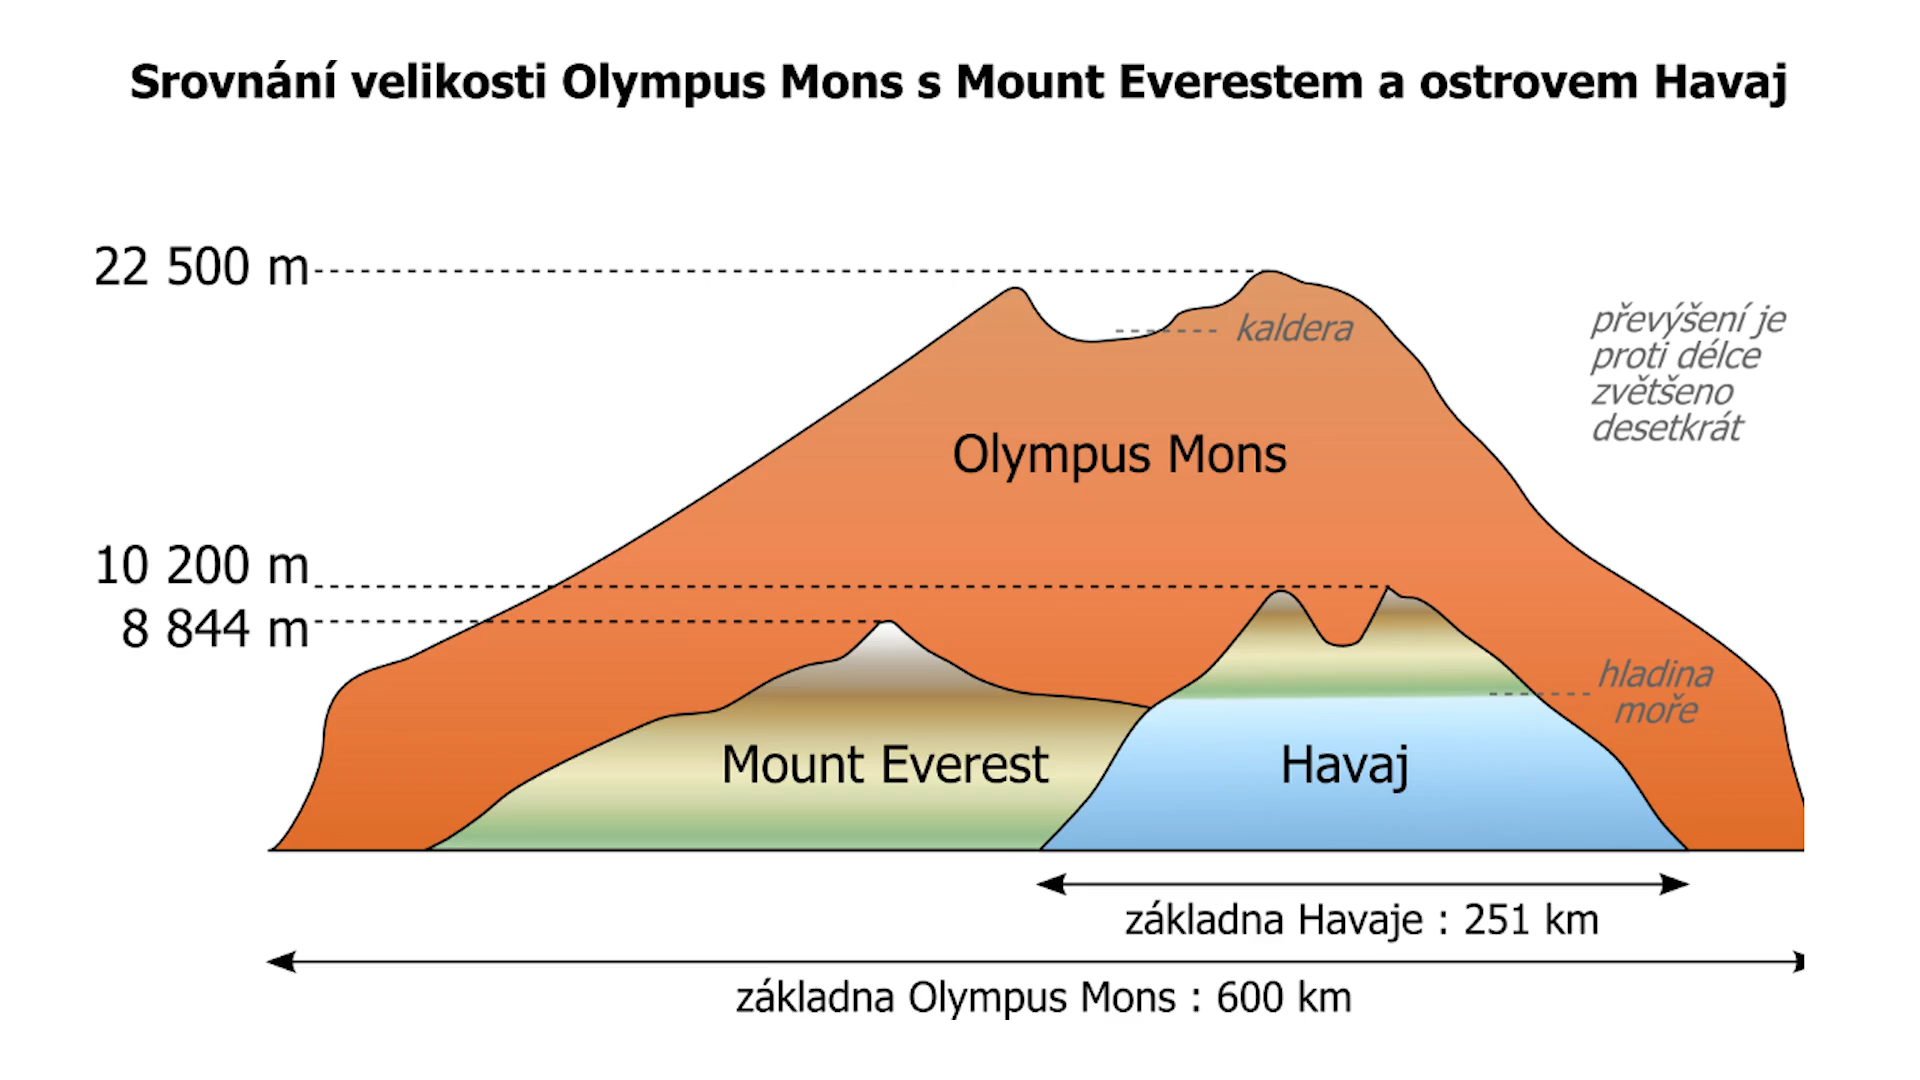 Srovnání velikosti Olympus Mons s Mount Everestem a ostrovem Havaj
22 500 m
kaldera
převýšení je
proti délce
zvětšeno
desetkrát
Olympus Mons
10 200 m
8 844 m
hladina
moře
Mount Everest
Havaj
základna Havaje : 251 km
základna Olympus Mons : 600 km